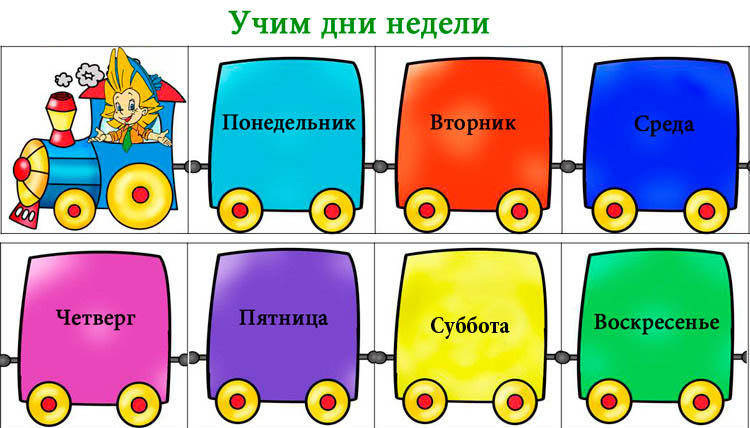 Учим дни недели
Понедельник
Вторник
Среда
Четверг
Пятница
Суббота
Воскресенье